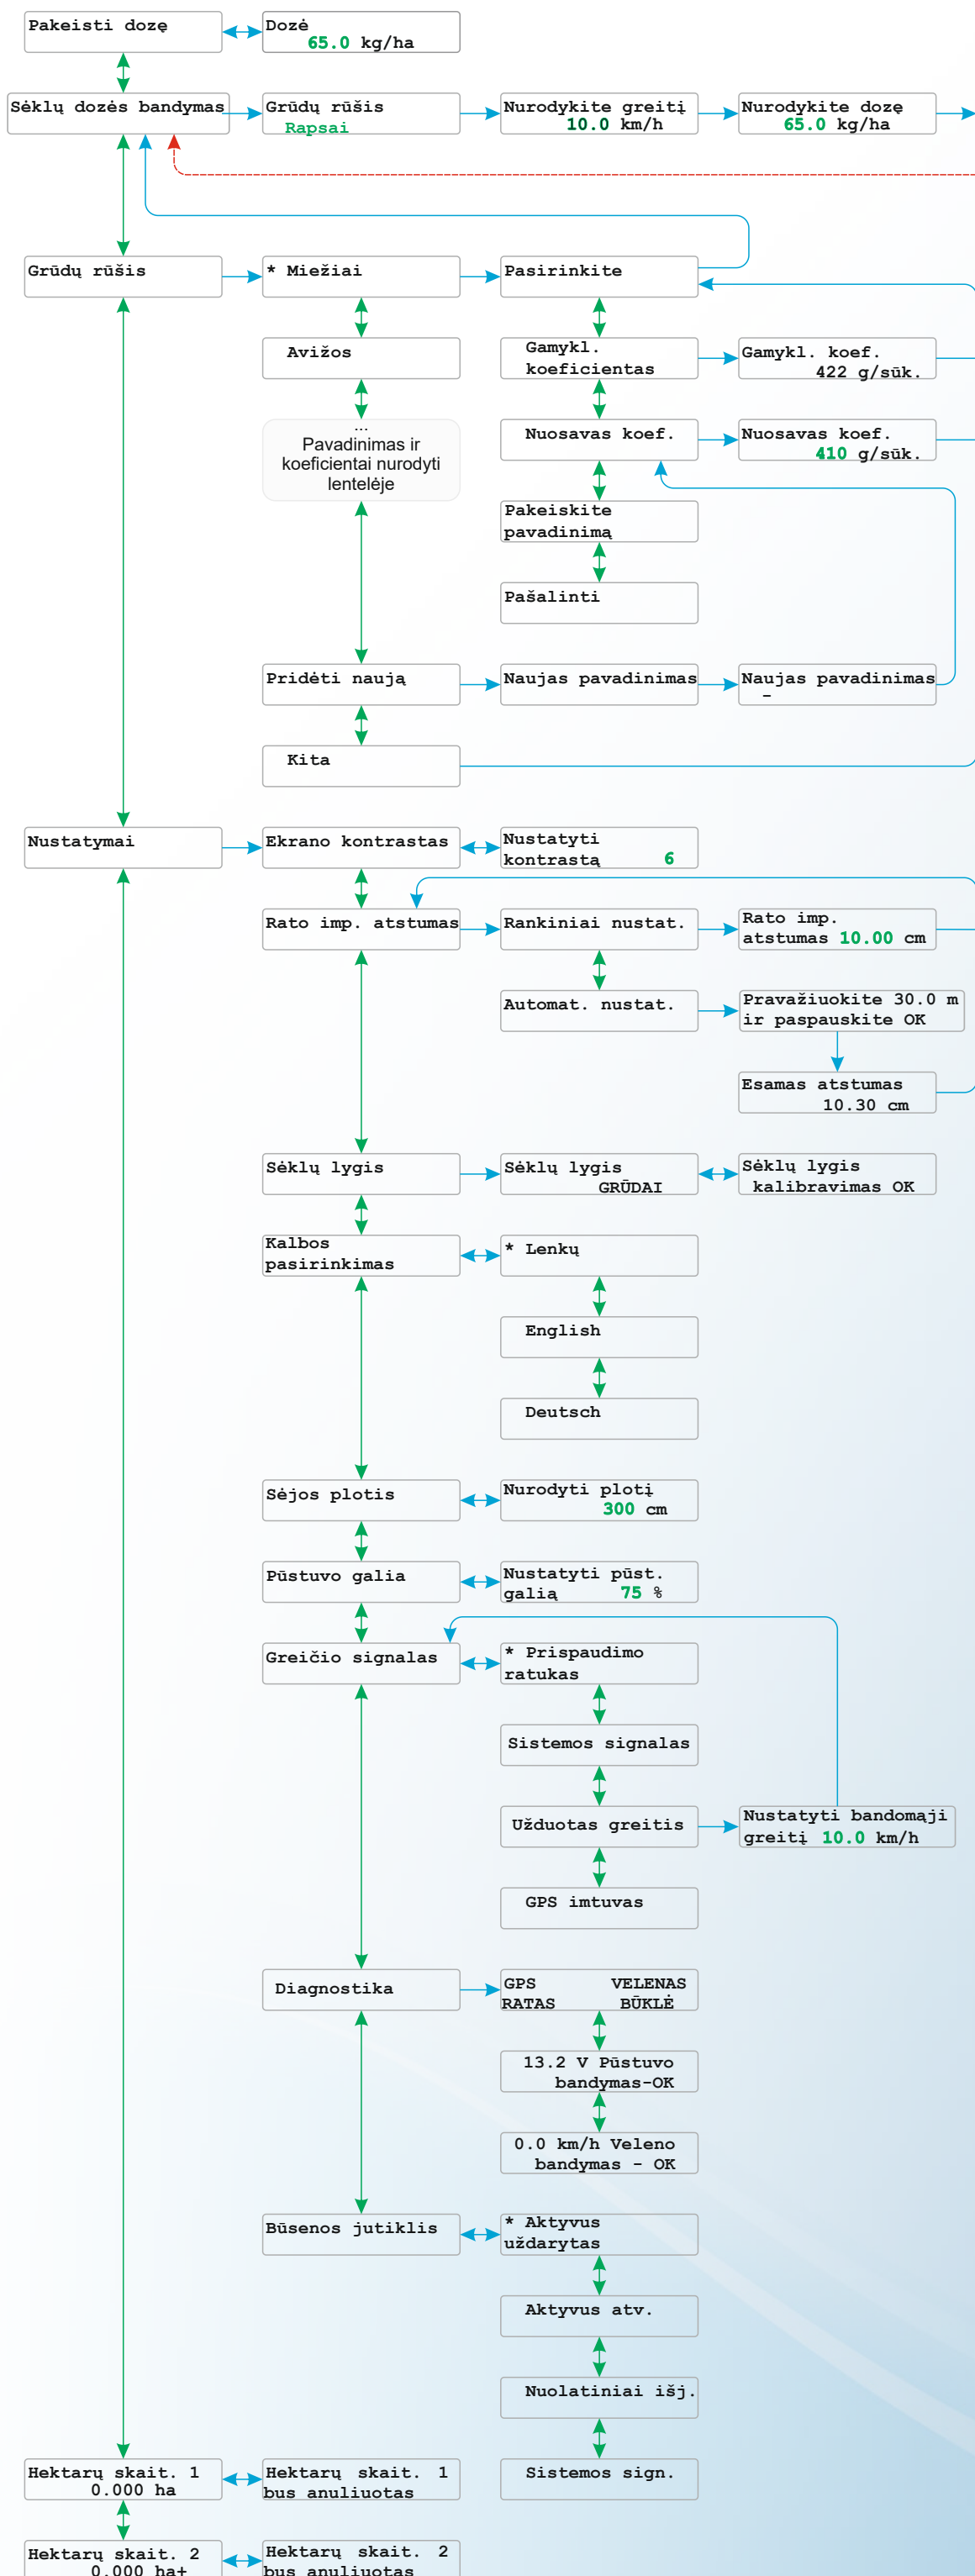 Pakeisti dozę
Dozė
65.0 kg/ha
Sėklų dozės bandymas
Grūdų rūšis
Rapsai
Nurodykite greitį
10.0 km/h
Nurodykite dozę
65.0 kg/ha
Grūdų rūšis
* Miežiai
Pasirinkite
Avižos
Gamykl.
koeficientas
Gamykl. koef.
422 g/sūk.
...
Pavadinimas ir
koeficientai nurodyti
lentelėje
Nuosavas koef.
Nuosavas koef.
410 g/sūk.
Pakeiskite
pavadinimą
Pašalinti
Pridėti naują
Naujas pavadinimas
Naujas pavadinimas
-
Kita
Nustatymai
Ekrano kontrastas
Nustatyti
kontrastą 6
Rato imp. atstumas
Rankiniai nustat.
Rato imp.
atstumas 10.00 cm
Automat. nustat.
Pravažiuokite 30.0 m
ir paspauskite OK
Esamas atstumas
10.30 cm
Sėklų lygis
Sėklų lygis
GRŪDAI
Sėklų lygis
kalibravimas OK
Kalbos
pasirinkimas
* Lenkų
English
Deutsch
Sėjos plotis
Nurodyti plotį
300 cm
Pūstuvo galia
Nustatyti pūst.
galią 75 %
Greičio signalas
* Prispaudimo
ratukas
Sistemos signalas
Užduotas greitis
Nustatyti bandomąji
greitį 10.0 km/h
GPS imtuvas
Diagnostika
GPS VELENAS
RATAS BŪKLĖ
13.2 V Pūstuvo
bandymas-OK
0.0 km/h Veleno
bandymas - OK
Būsenos jutiklis
* Aktyvus
uždarytas
Aktyvus atv.
Nuolatiniai išj.
Sistemos sign.
Hektarų skait. 1
0.000 ha
Hektarų skait. 1
bus anuliuotas
Hektarų skait. 2
0.000 ha+
Hektarų skait. 2
bus anuliuotas